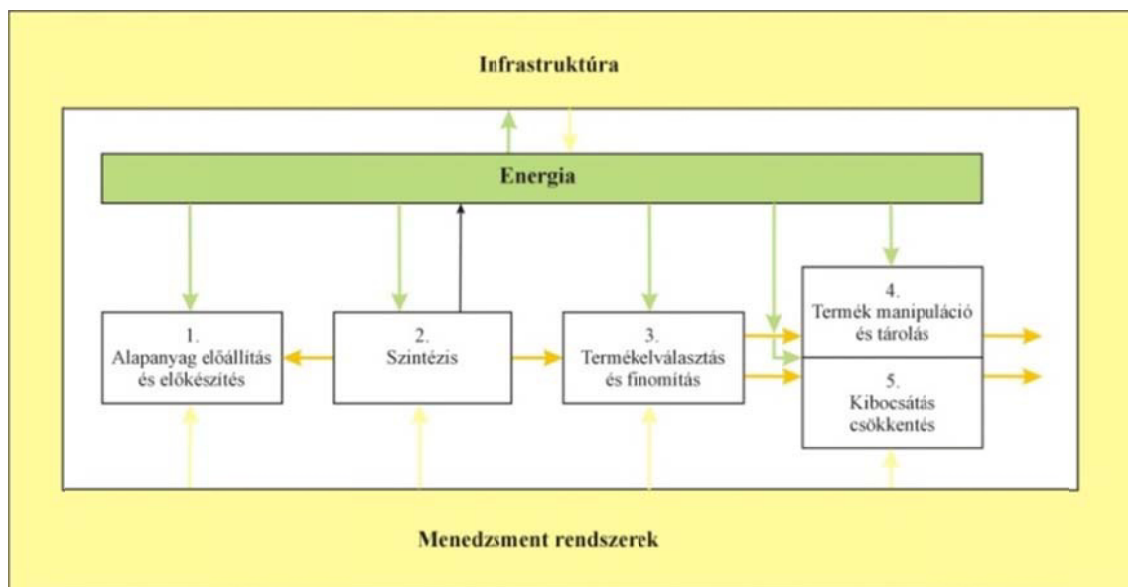 Infrastruktúra
Energia
1.
Alapanyag előállítás
és előkészítés
2.
Szintézis
3.
Termékelválasztás
és finomítás
4.
Termék manipuláció
és tárolás
5.
Kibocsátás
csökkentés
Menedzsment rendszerek